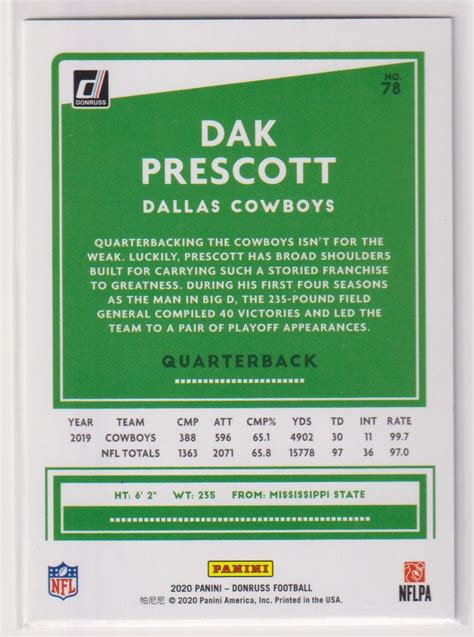 DONRUSS
NO.
78
DAK
PRESCOTT
DALLAS COWBOYS
QUARTERBACKING THE COWBOYS ISN'T FOR THE
WEAK. LUCKILY, PRESCOTT HAS BROAD SHOULDERS
BUILT FOR CARRYING SUCH A STORIED FRANCHISE
TO GREATNESS. DURING HIS FIRST FOUR SEASONS
AS THE MAN IN BIG D, THE 235-POUND FIELD
GENERAL COMPILED 40 VICTORIES AND LED THE
TEAM TO A PAIR OF PLAYOFF APPEARANCES.
QUARTERBACK
YEAR TEAM CMP ATT CMP% YDS TD INT RATE
2019 COWBOYS 388 596 65.1 4902 30 11 99.7
NFL TOTALS 1363 2071 65.8 15778 97 36 97.0
HT: 6' 2" WT: 235 FROM: MISSISSIPPI STATE
NFL
PANINI
NFLPA
2020 PANINI – DONRUSS FOOTBALL
帕尼尼 © 2020 Panini America, Inc. Printed in the USA.